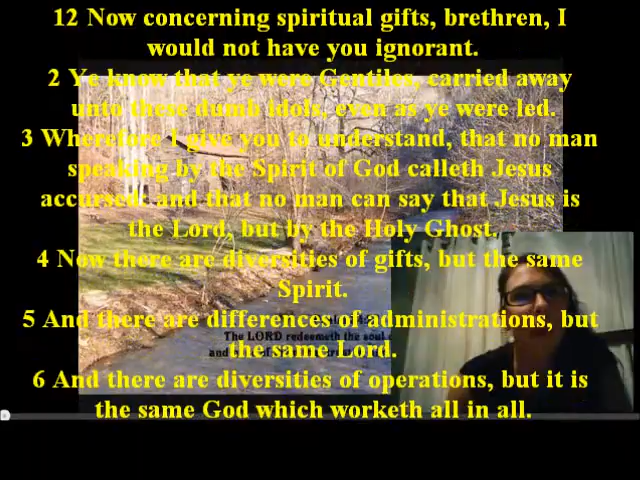 12 Now concerning spiritual gifts, brethren, I
would not have you ignorant.
2 Ye know that ye were Gentiles, carried away
unto these dumb idols, even as ye were led.
3 Wherefore I give you to understand, that no man
speaking by the Spirit of God calleth Jesus
accursed: and that no man can say that Jesus is
the Lord, but by the Holy Ghost.
4 Now there are diversities of gifts, but the same
Spirit.
5 And there are differences of administrations, but
The LORD redeemeth the soul
the same Lord.
6 And there are diversities of operations, but it is
the same God which worketh all in all.